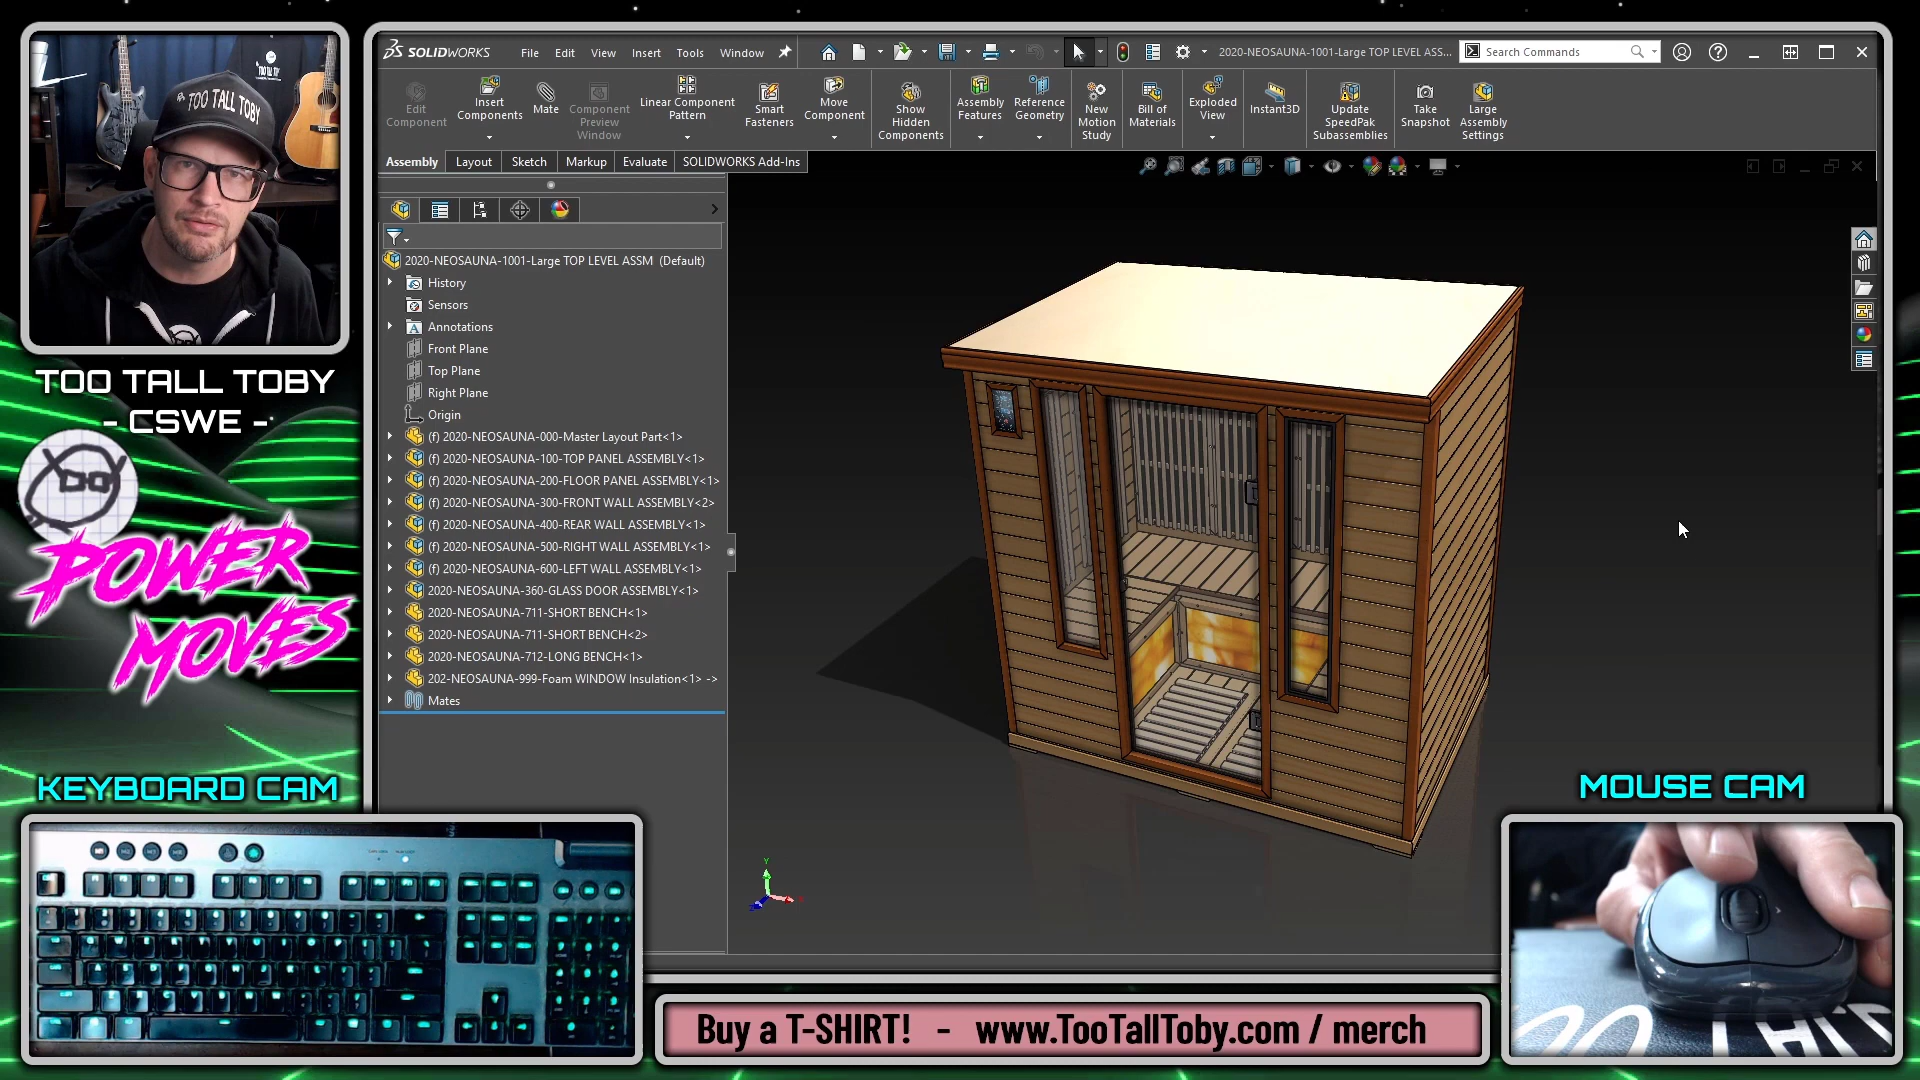 TOO TALL TOBY
TOO TALL TOBY
- CSWE -
POWER
MOVES
KEYBOARD CAM
SOLIDWORKS
File
Edit
View
Insert
Tools
Window
2020-NEOSAUNA-1001-Large TOP LEVEL ASS...
Search Commands
Edit
Component
Insert
Components
Mate
Component
Preview
Window
Linear Component
Pattern
Smart
Fasteners
Move
Component
Show
Hidden
Components
Assembly
Features
Reference
Geometry
New
Motion
Study
Bill of
Materials
Exploded
View
Instant3D
Update
SpeedPak
Subassemblies
Take
Snapshot
Large
Assembly
Settings
Assembly
Layout
Sketch
Markup
Evaluate
SOLIDWORKS Add-Ins
2020-NEOSAUNA-1001-Large TOP LEVEL ASSM (Default)
History
Sensors
Annotations
Front Plane
Top Plane
Right Plane
Origin
(f) 2020-NEOSAUNA-000-Master Layout Part<1>
(f) 2020-NEOSAUNA-100-TOP PANEL ASSEMBLY<1>
(f) 2020-NEOSAUNA-200-FLOOR PANEL ASSEMBLY<1>
(f) 2020-NEOSAUNA-300-FRONT WALL ASSEMBLY<2>
(f) 2020-NEOSAUNA-400-REAR WALL ASSEMBLY<1>
(f) 2020-NEOSAUNA-500-RIGHT WALL ASSEMBLY<1>
(f) 2020-NEOSAUNA-600-LEFT WALL ASSEMBLY<1>
2020-NEOSAUNA-360-GLASS DOOR ASSEMBLY<1>
2020-NEOSAUNA-711-SHORT BENCH<1>
2020-NEOSAUNA-711-SHORT BENCH<2>
2020-NEOSAUNA-712-LONG BENCH<1>
202-NEOSAUNA-999-Foam WINDOW Insulation<1> ->
Mates
Y
MOUSE CAM
Buy a T-SHIRT! - www.TooTallToby.com / merch